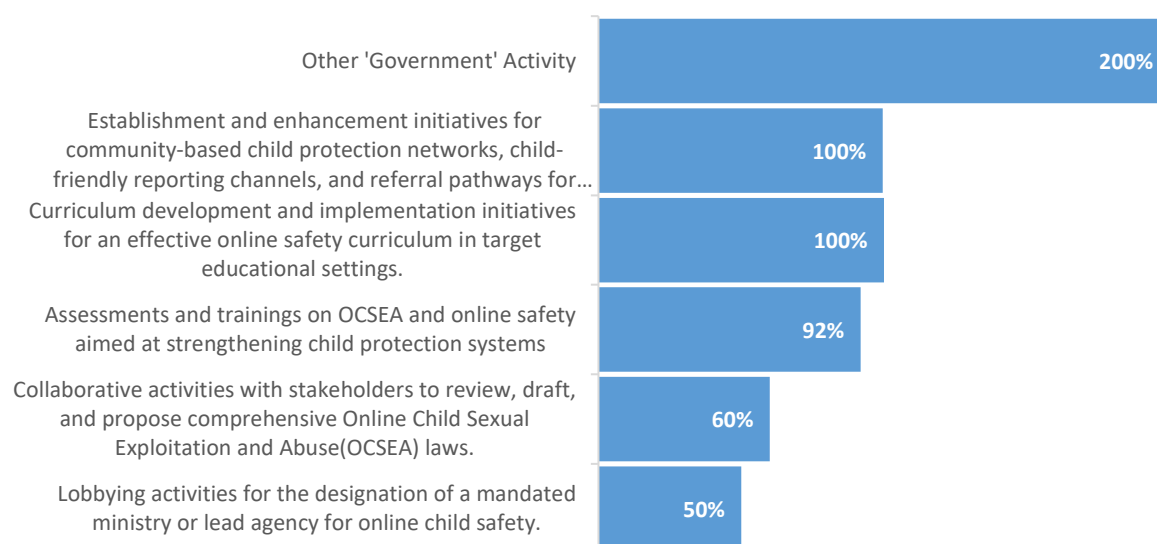 Other 'Government' Activity
200%
Establishment and enhancement initiatives for
community-based child protection networks, child-
friendly reporting channels, and referral pathways for…
100%
Curriculum development and implementation initiatives
for an effective online safety curriculum in target
educational settings.
100%
Assessments and trainings on OCSEA and online safety
aimed at strengthening child protection systems
92%
Collaborative activities with stakeholders to review, draft,
and propose comprehensive Online Child Sexual
Exploitation and Abuse(OCSEA) laws.
60%
Lobbying activities for the designation of a mandated
ministry or lead agency for online child safety.
50%